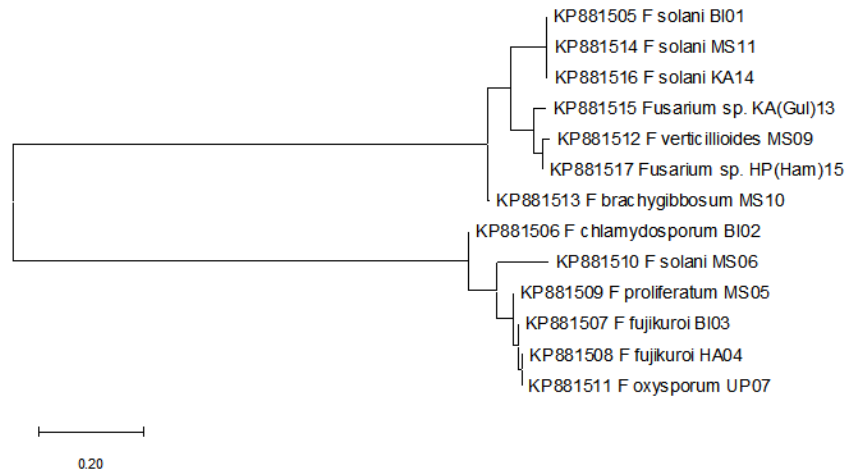 KP881505 F solani BI01
KP881514 F solani MS11
KP881516 F solani KA14
KP881515 Fusarium sp. KA(Gul)13
KP881512 F verticillioides MS09
KP881517 Fusarium sp. HP(Ham)15
KP881513 F brachygibbosum MS10
KP881506 F chlamydosporum BI02
KP881510 F solani MS06
KP881509 F proliferatum MS05
KP881507 F fujikuroi BI03
KP881508 F fujikuroi HA04
KP881511 F oxysporum UP07
0.20